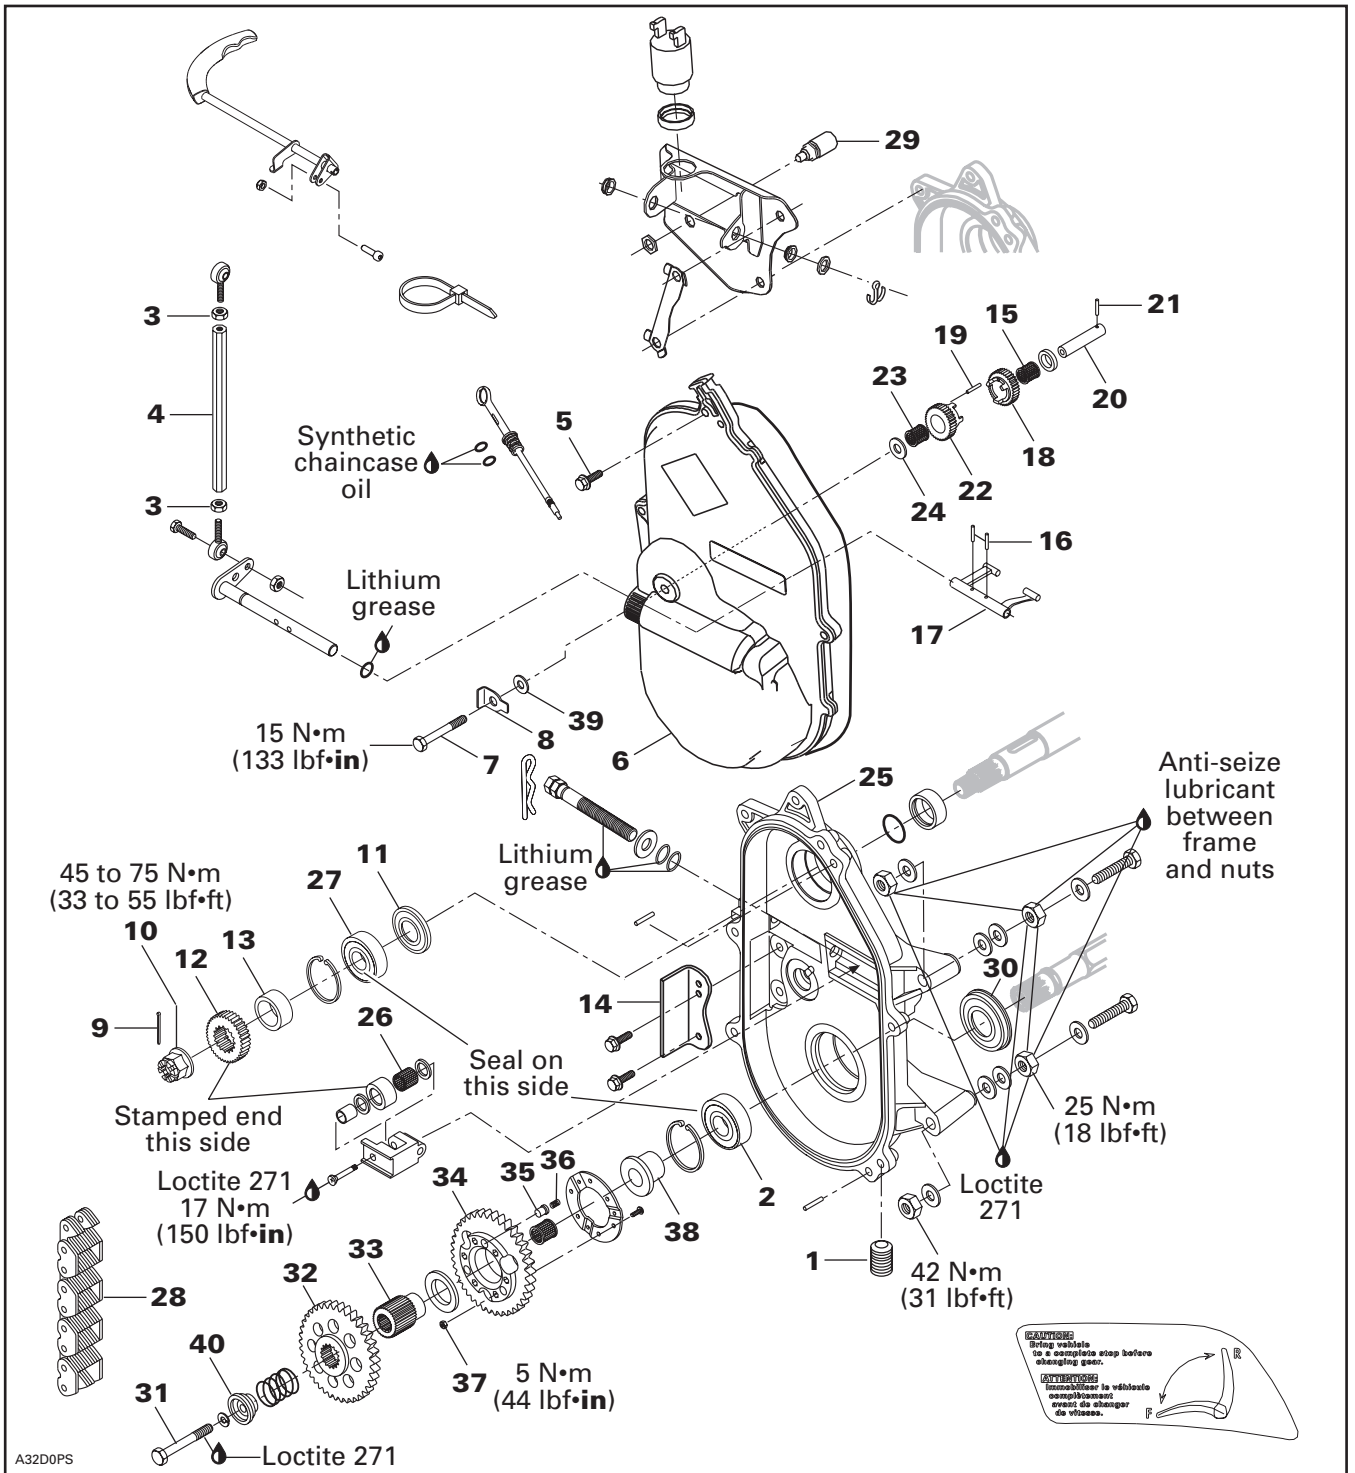 29
3
4
3
Synthetic
chaincase
oil
5
21
15
19
20
23
18
22
24
16
17
Lithium
grease
15 N•m
(133 lbf•in)
7
8
39
6
25
Anti-seize
lubricant
between
frame
and nuts
Lithium
grease
45 to 75 N•m
(33 to 55 lbf•ft)
27
11
10
12
13
9
14
30
26
Seal on
this side
Stamped end
this side
25 N•m
(18 lbf•ft)
Loctite 271
17 N•m
(150 lbf•in)
2
Loctite
271
34
35
36
38
1
42 N•m
(31 lbf•ft)
28
32
33
37
5 N•m
(44 lbf•in)
40
31
Loctite 271
CAUTION:
Bring vehicle
to a complete stop before
changing gear.
ATTENTION:
Immobiliser le véhicule
complètement
avant de changer
de vitesse.
R
F
A32D0PS